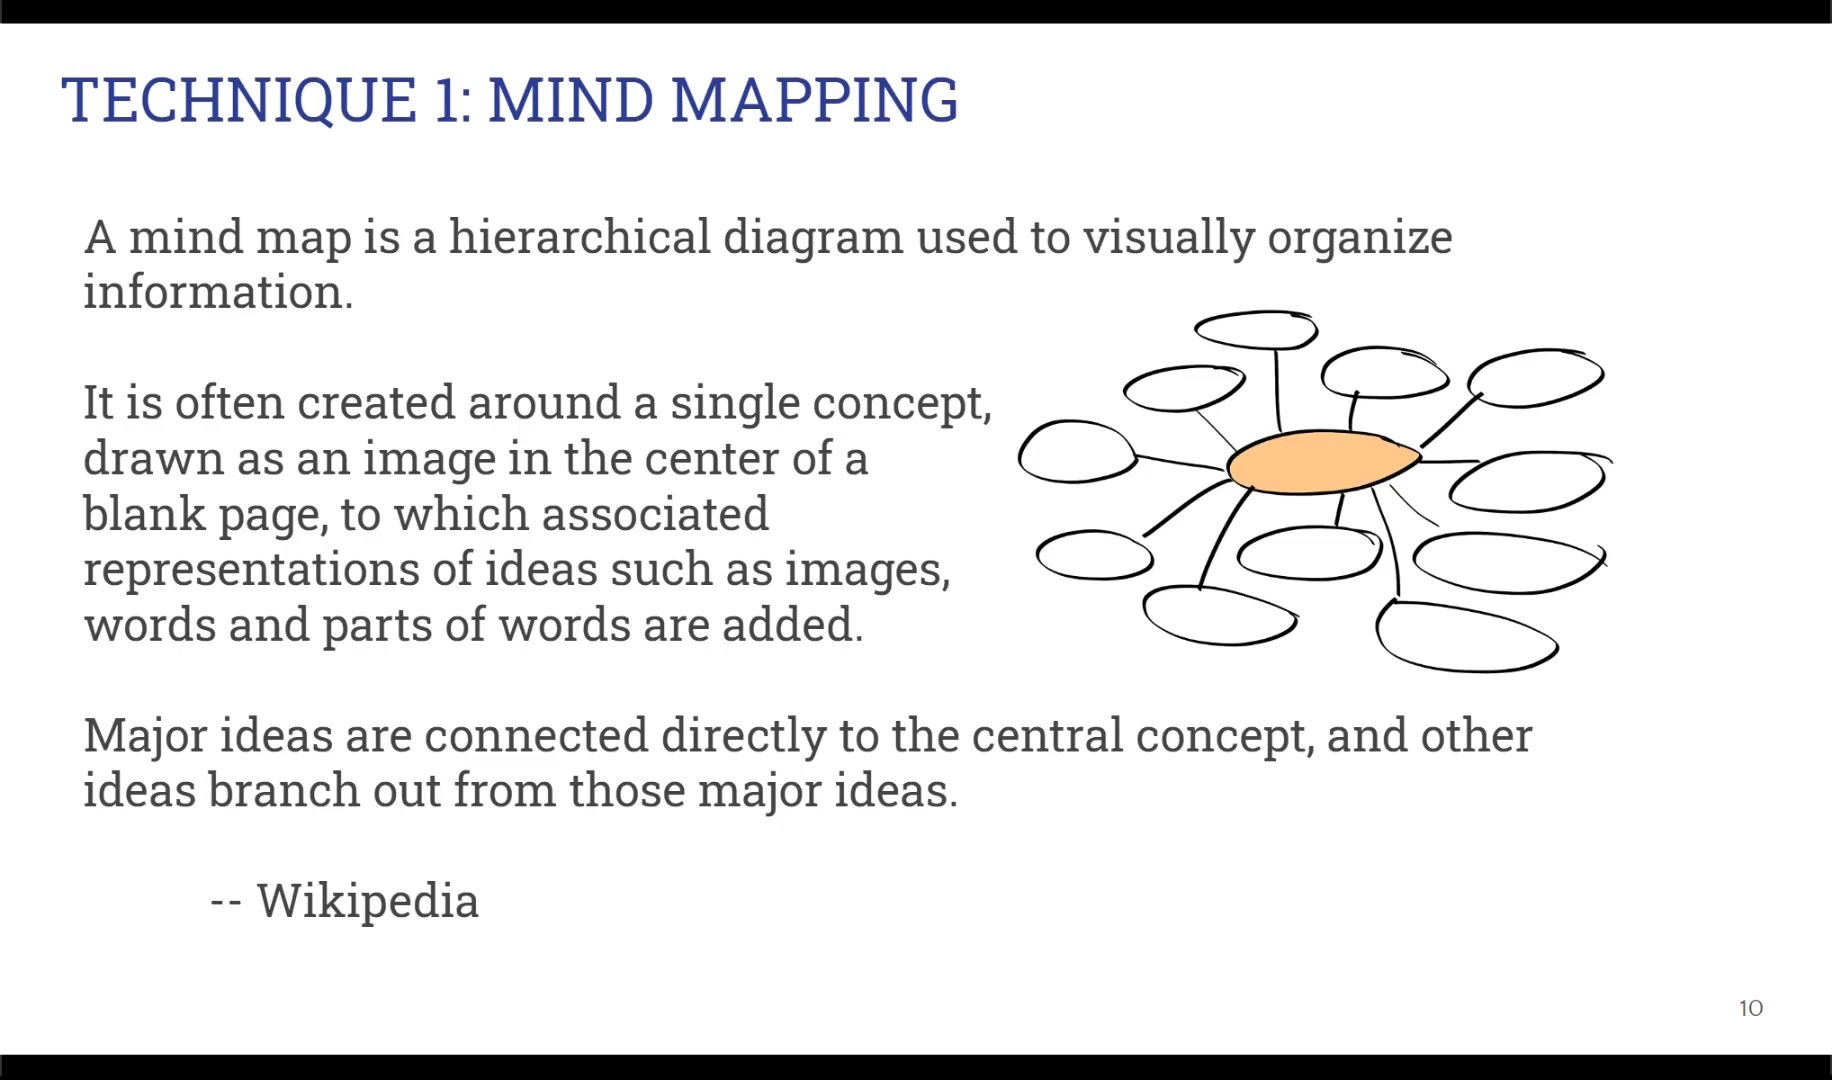 TECHNIQUE 1: MIND MAPPING
A mind map is a hierarchical diagram used to visually organize
information.
It is often created around a single concept,
drawn as an image in the center of a
blank page, to which associated
representations of ideas such as images,
words and parts of words are added.
Major ideas are connected directly to the central concept, and other
ideas branch out from those major ideas.
-- Wikipedia
10